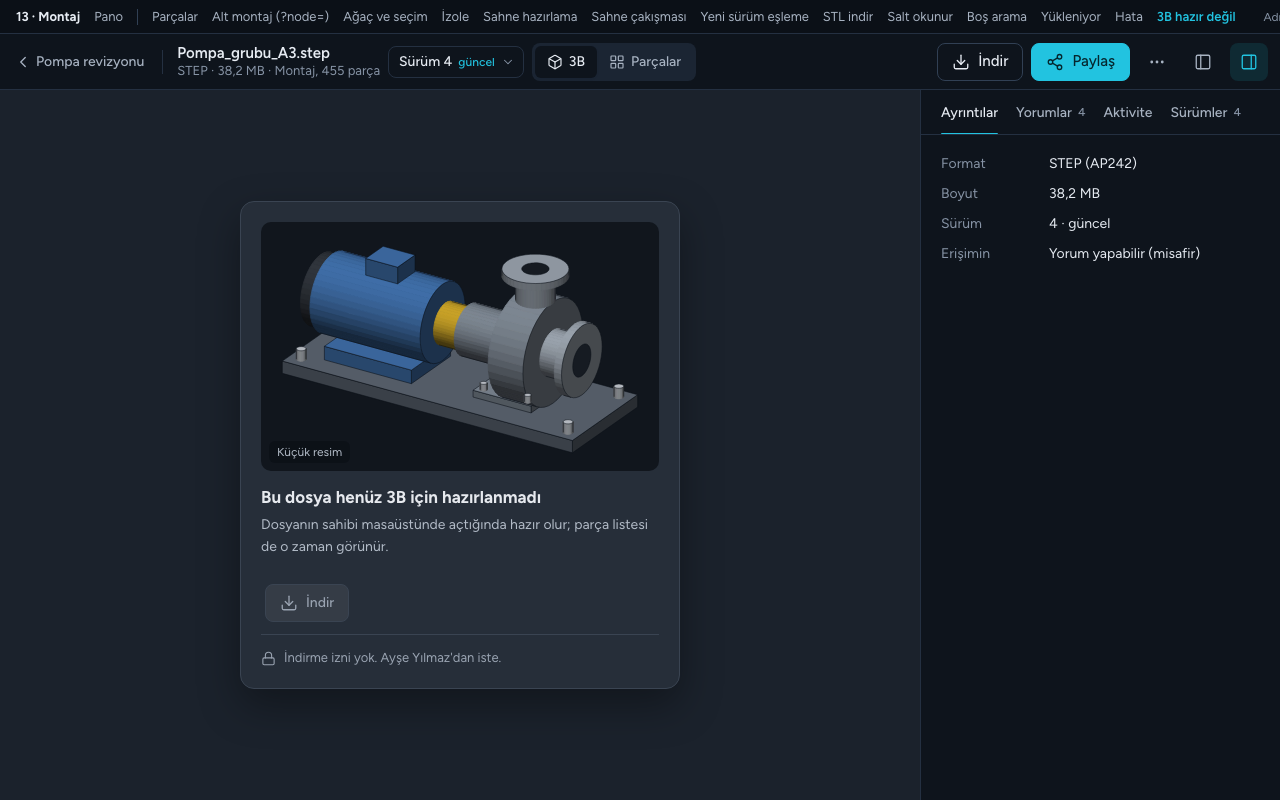 13 · Montaj Pano Parçalar Alt montaj (?node=) Ağaç ve seçim İzole Sahne hazırlama Sahne çakışması Yeni sürüm eşleme STL indir Salt okunur Boş arama Yükleniyor Hata 3B hazır değil
Pompa revizyonu
Pompa_grubu_A3.step
STEP · 38,2 MB · Montaj, 455 parça
Sürüm 4 güncel
3B
Parçalar
İndir
Paylaş
Ayrıntılar Yorumlar 4 Aktivite Sürümler 4
Format STEP (AP242)
Boyut 38,2 MB
Sürüm 4 · güncel
Erişimin Yorum yapabilir (misafir)
Küçük resim
Bu dosya henüz 3B için hazırlanmadı
Dosyanın sahibi masaüstünde açtığında hazır olur; parça listesi
de o zaman görünür.
İndir
İndirme izni yok. Ayşe Yılmaz'dan iste.